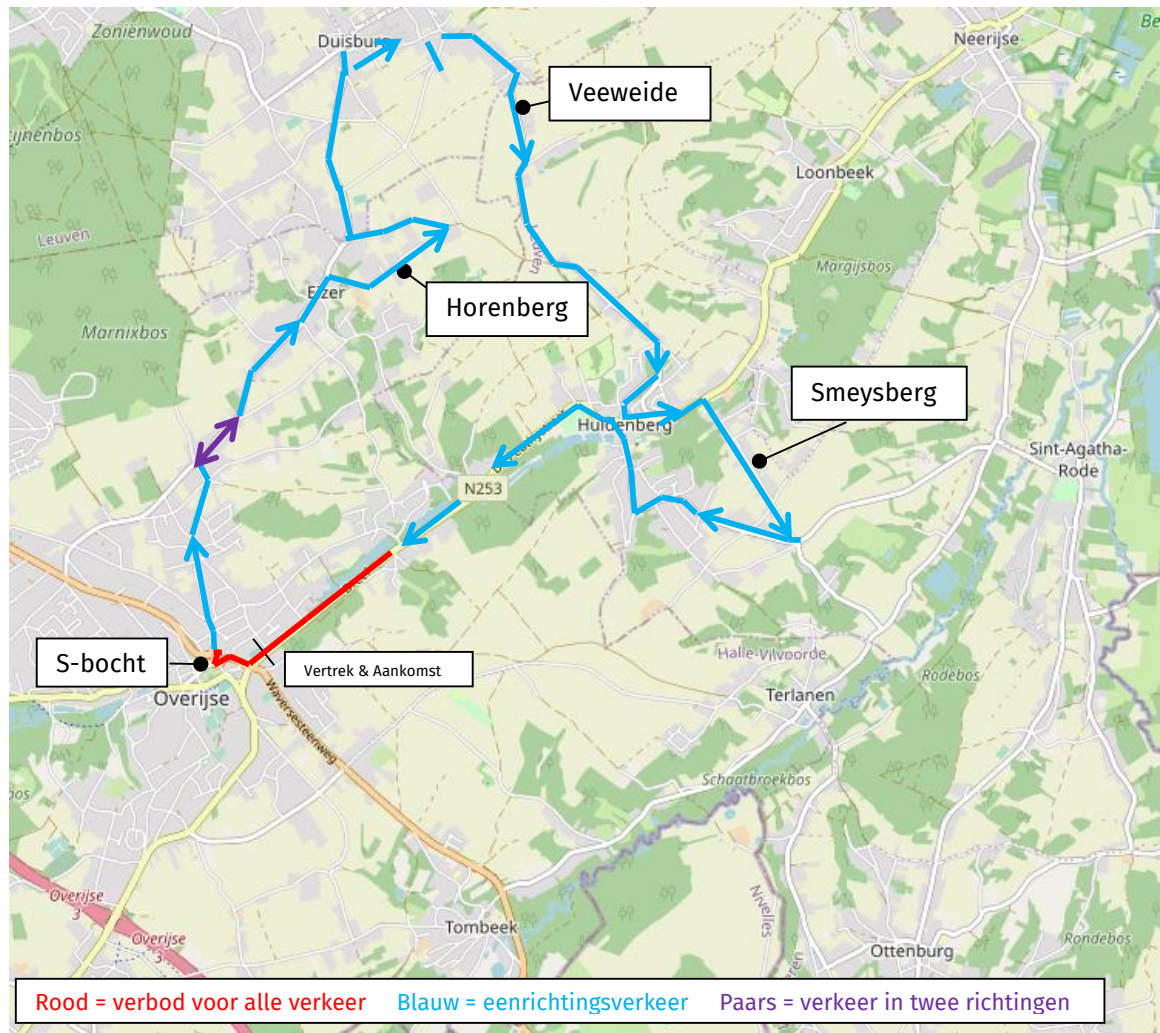 Zoniënwoud
Duisburg
Neerijse
Veeweide
Loonbeek
Leuven
Leuven
Margijsbos
Eizer
Horenberg
Marnixbos
Smeysberg
Huldenberg
Sint-Agatha-
Rode
N253
S-bocht
Vertrek & Aankomst
Halle-Vilvoorde
Rodebos
Overijse
Terlanen
Waversesteenweg
Schaatbroekbos
Overijse
3
Overijse
3
Tombeek
Nivelles
Ottenburg
Rondebos
Rood = verbod voor alle verkeer Blauw = eenrichtingsverkeer Paars = verkeer in twee richtingen